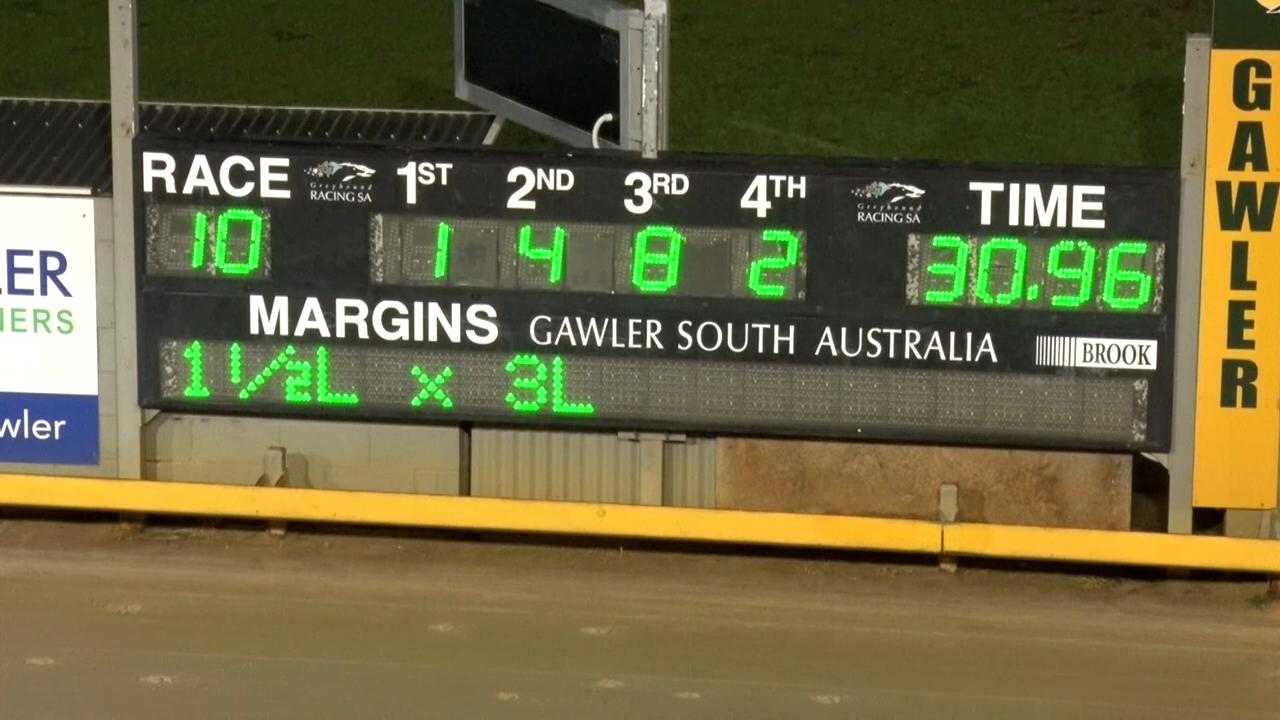 RACE 1ST 2ND 3RD 4TH TIME
Greyhound RACING SA
Greyhound RACING SA
10 1 4 8 2 30.96
MARGINS GAWLER SOUTH AUSTRALIA BROOK
1 1/2L x 3L
LER
NERS
wler
GAWLER